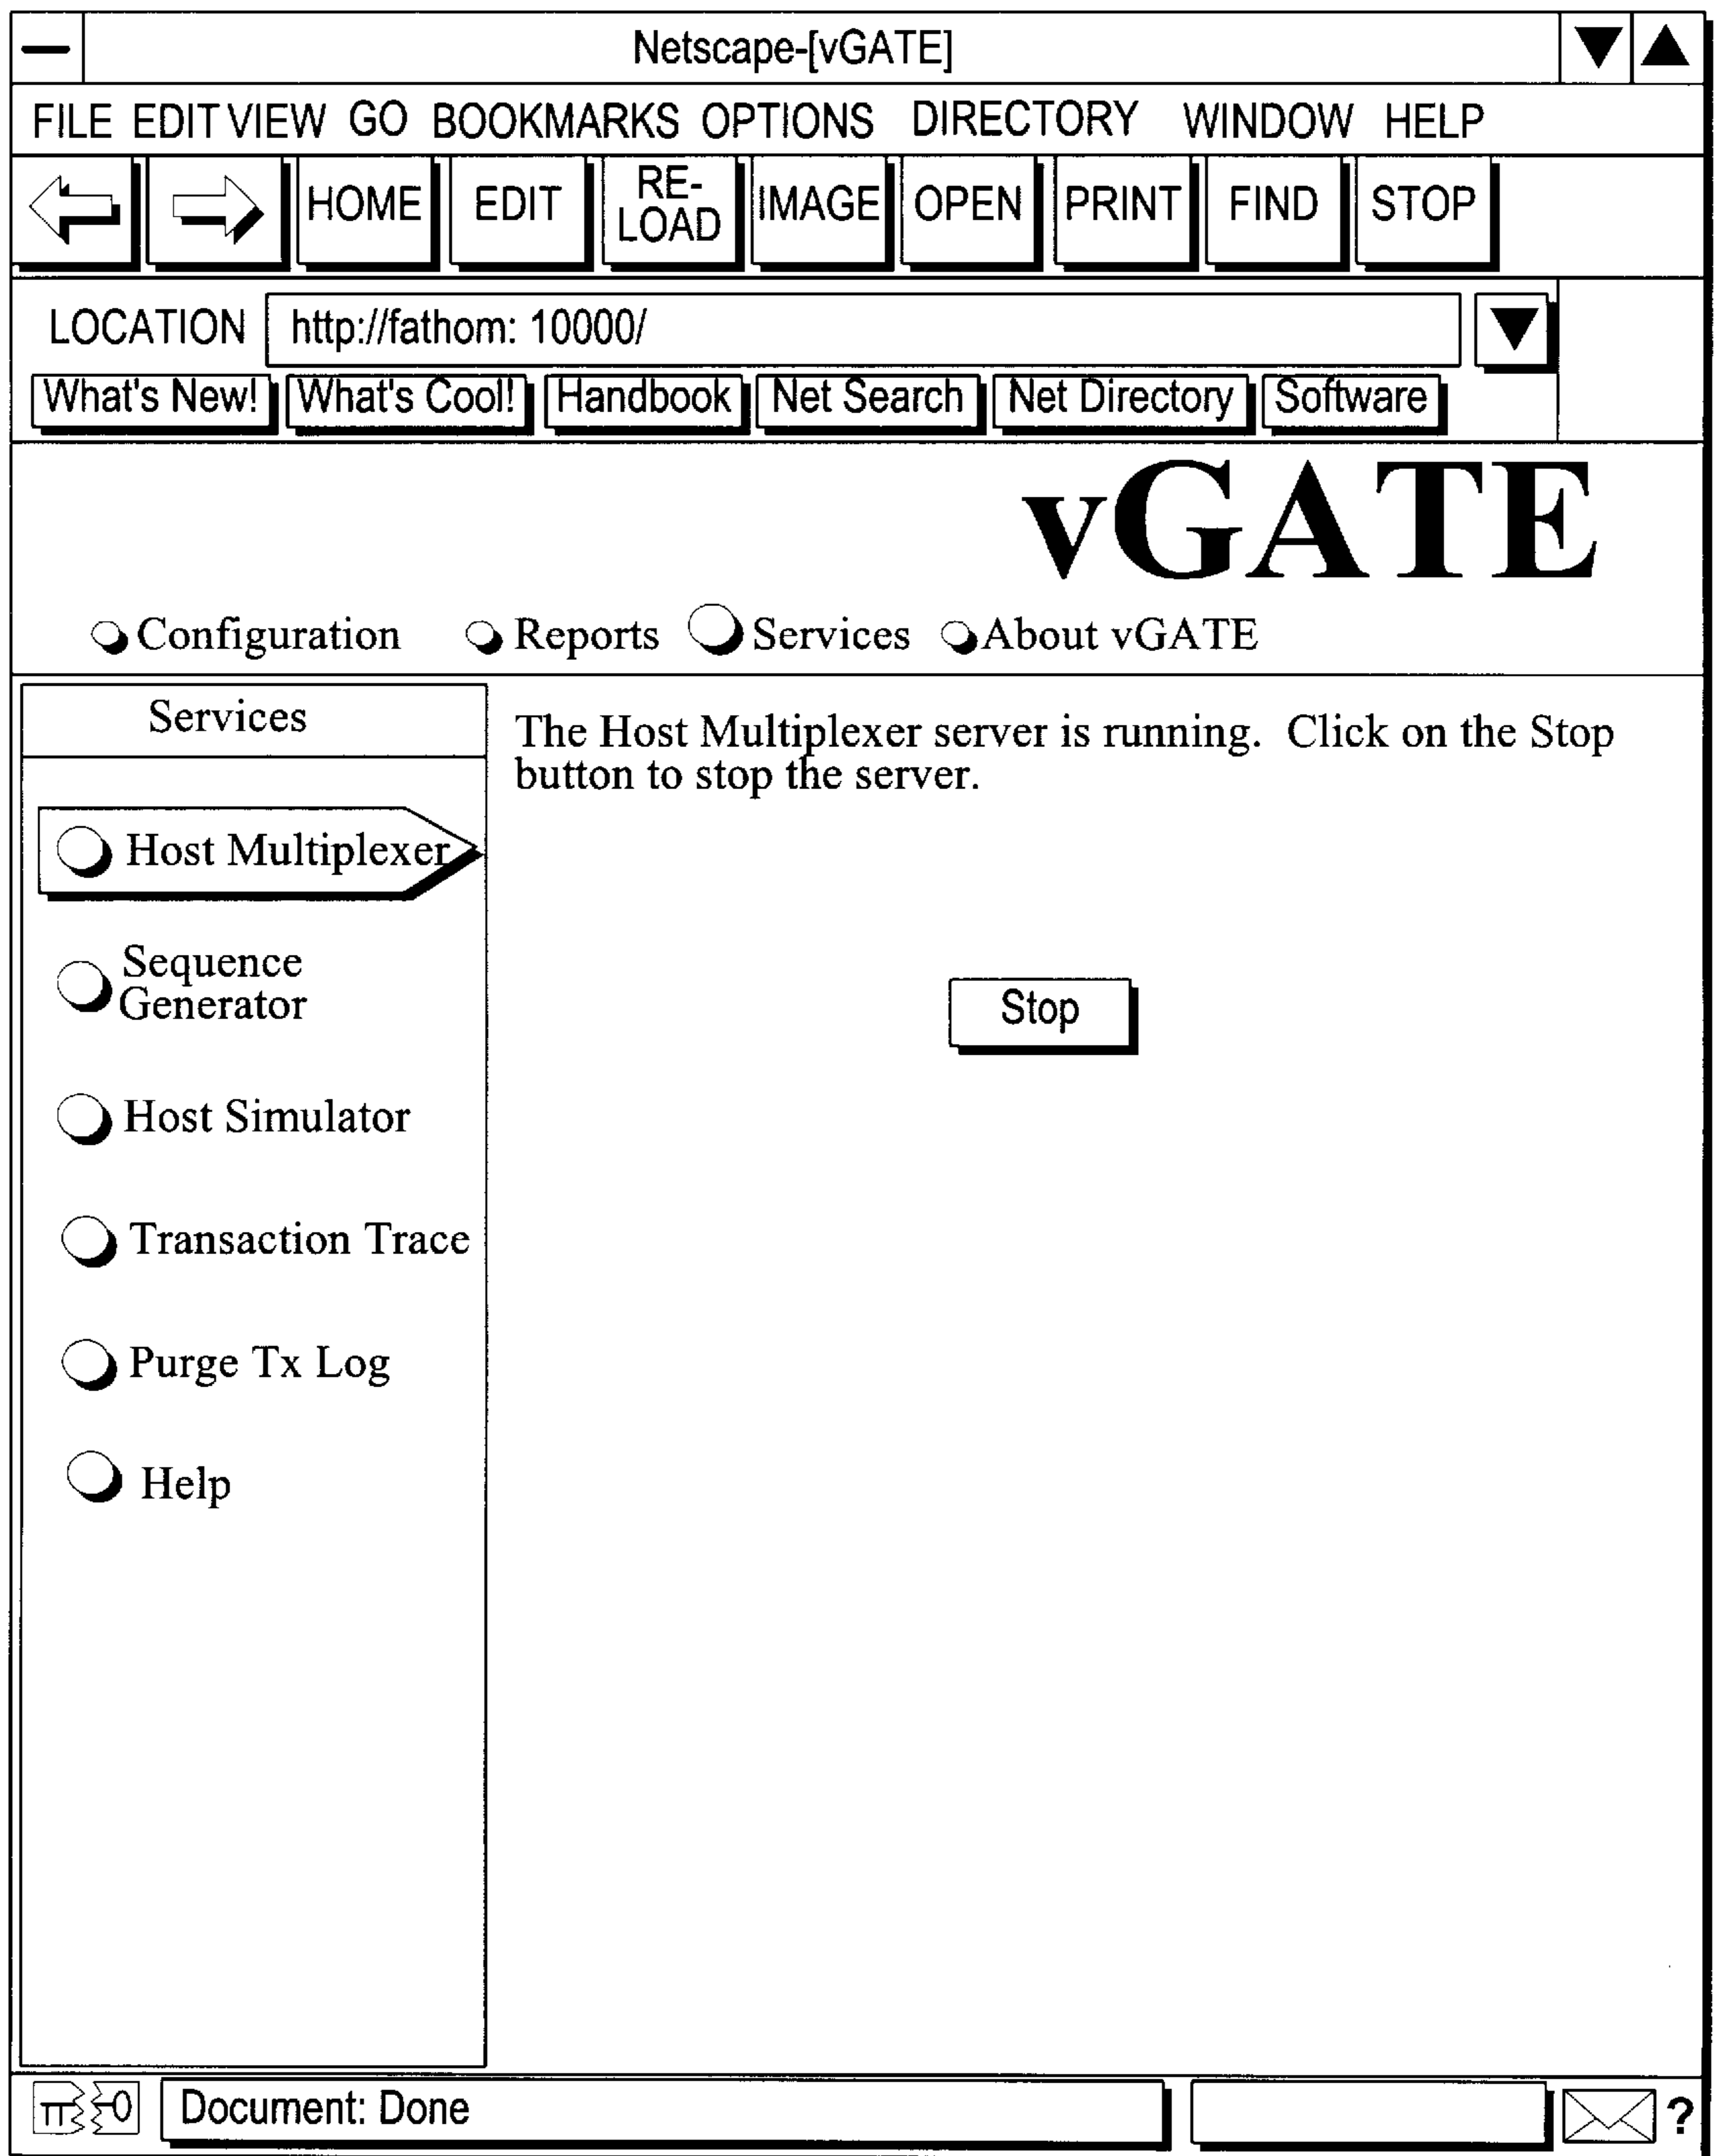 Netscape-[vGATE]
FILE EDIT VIEW GO BOOKMARKS OPTIONS DIRECTORY WINDOW HELP
HOME EDIT RE-LOAD IMAGE OPEN PRINT FIND STOP
LOCATION http://fathom: 10000/
What's New! What's Cool! Handbook Net Search Net Directory Software
vGATE
Configuration Reports Services About vGATE
Services
Host Multiplexer
Sequence
Generator
Host Simulator
Transaction Trace
Purge Tx Log
Help
The Host Multiplexer server is running. Click on the Stop
button to stop the server.
Stop
Document: Done
?